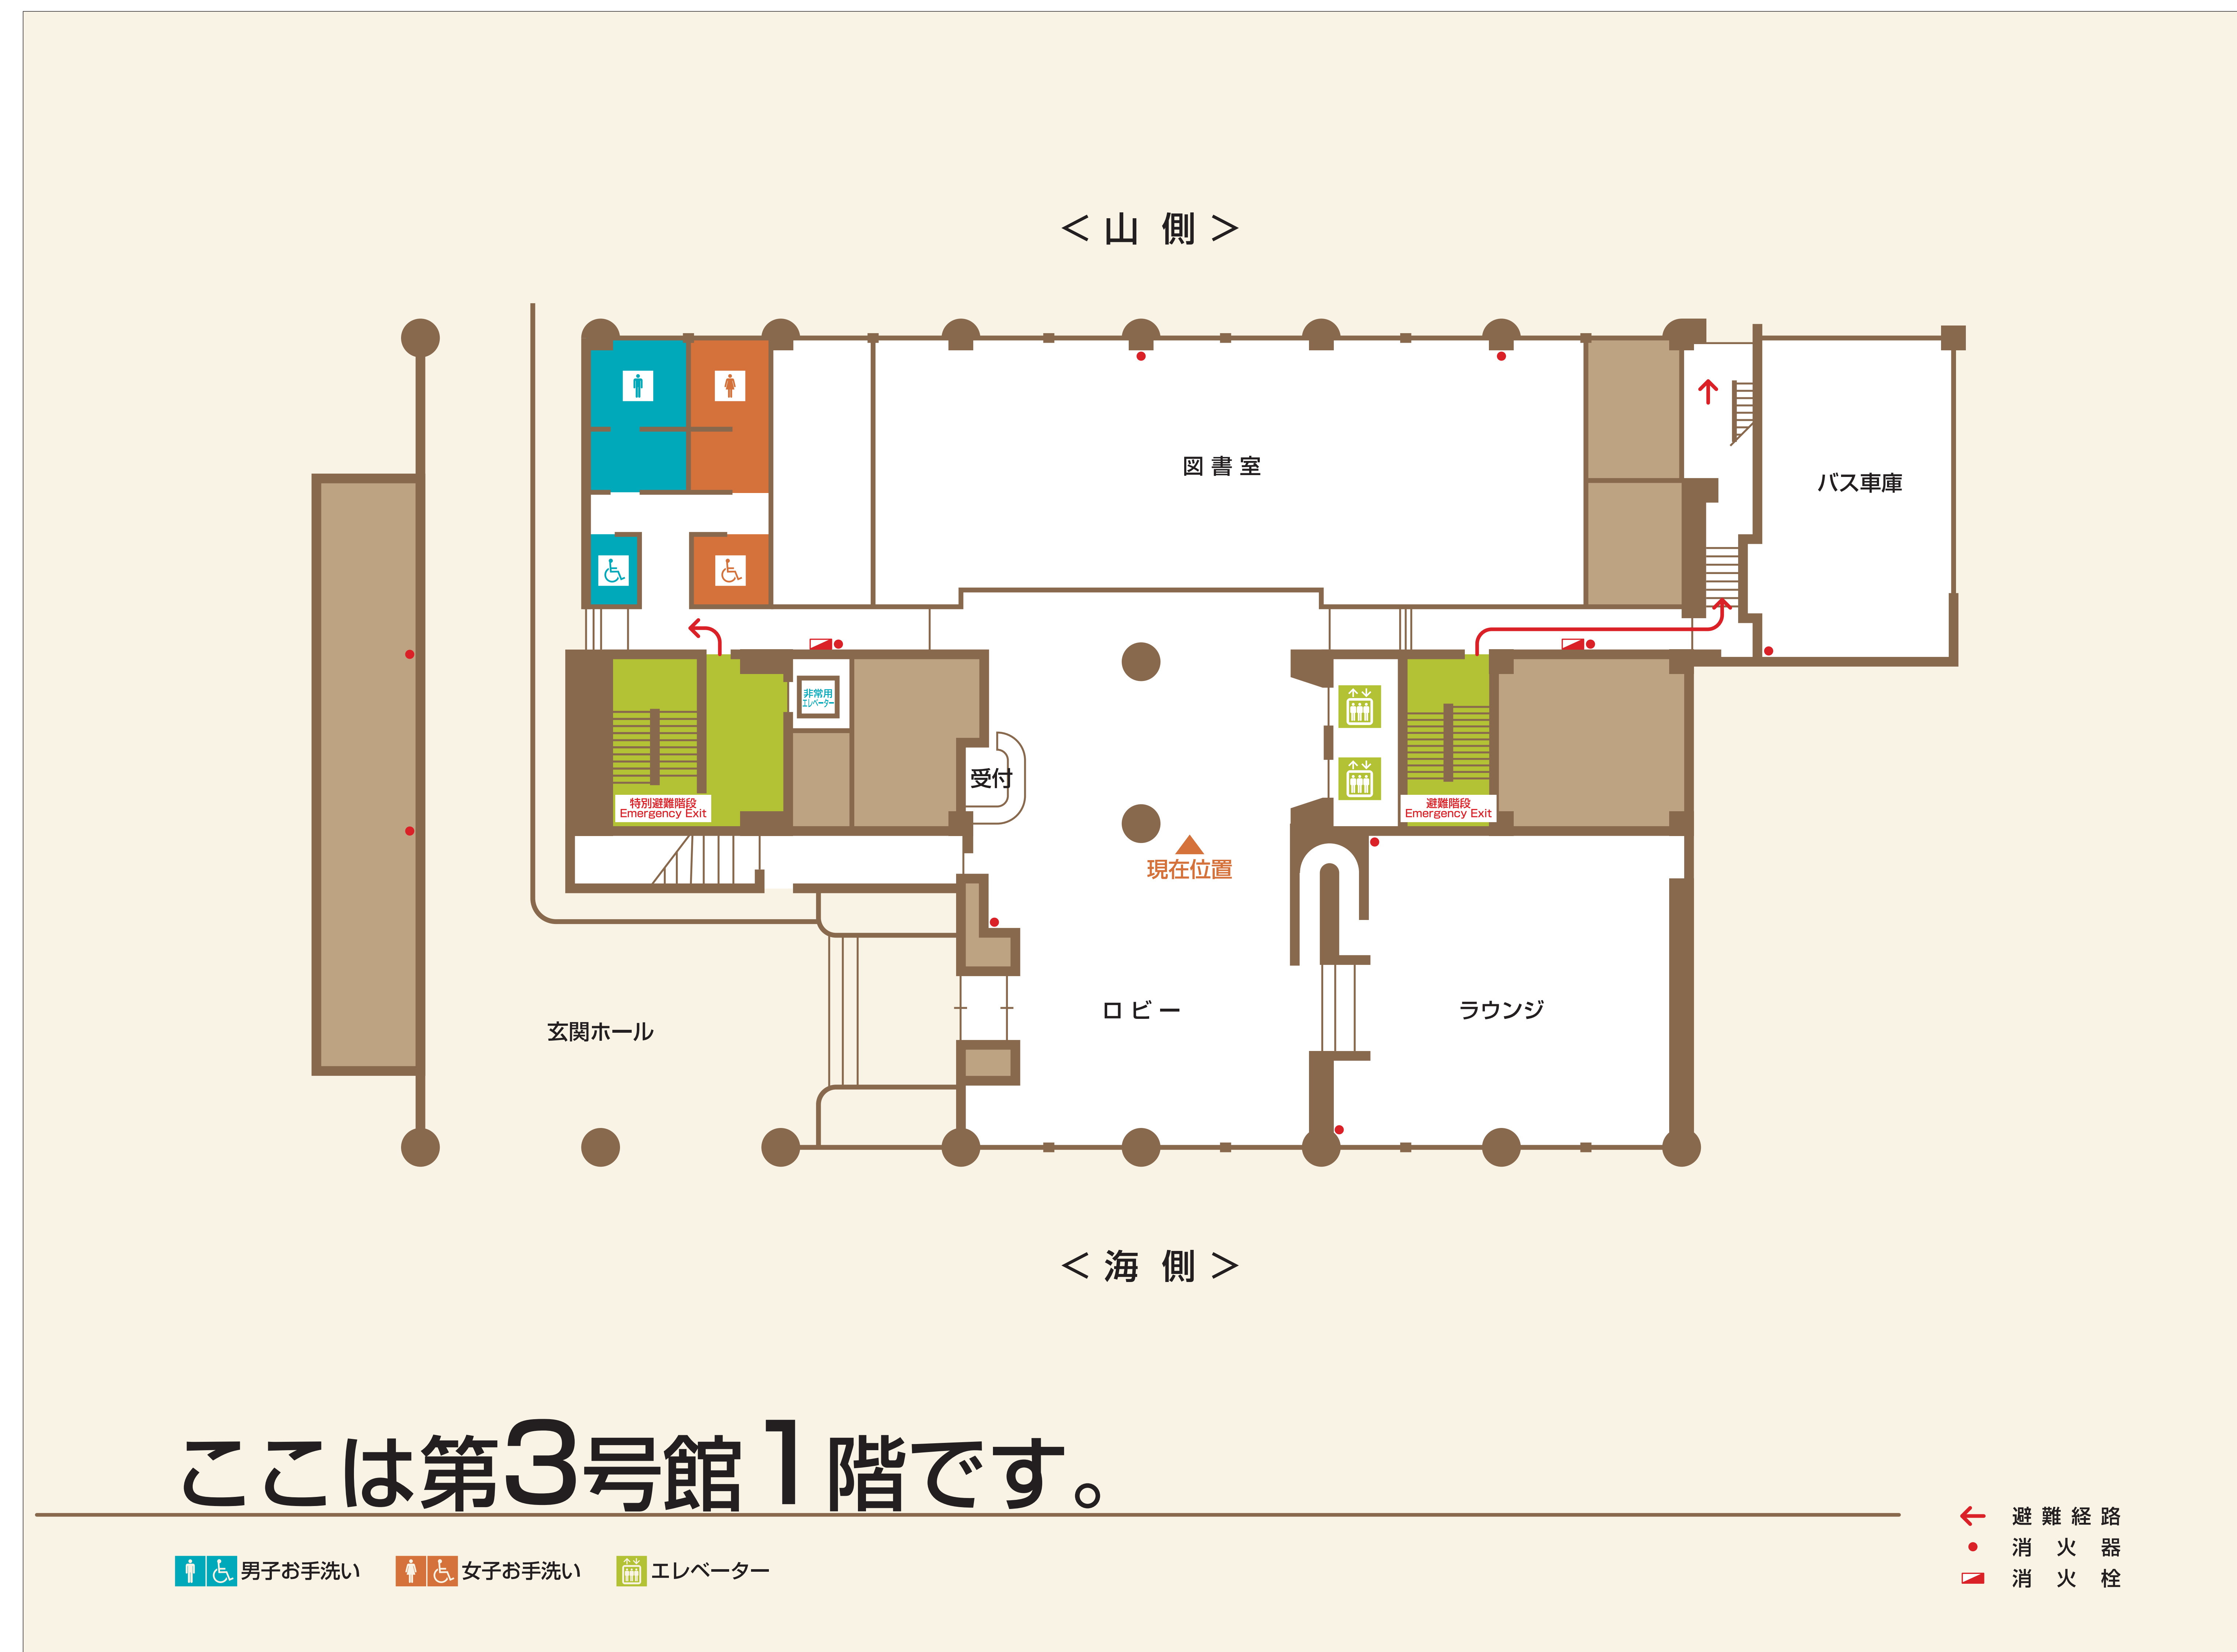 ＜山側＞
図書室
バス車庫
非常用
エレベーター
受付
特別避難階段
Emergency Exit
避難階段
Emergency Exit
現在位置
玄関ホール
ロビー
ラウンジ
＜海側＞
ここは第3号館1階です。
男子お手洗い
女子お手洗い
エレベーター
避難経路
消火器
消火栓